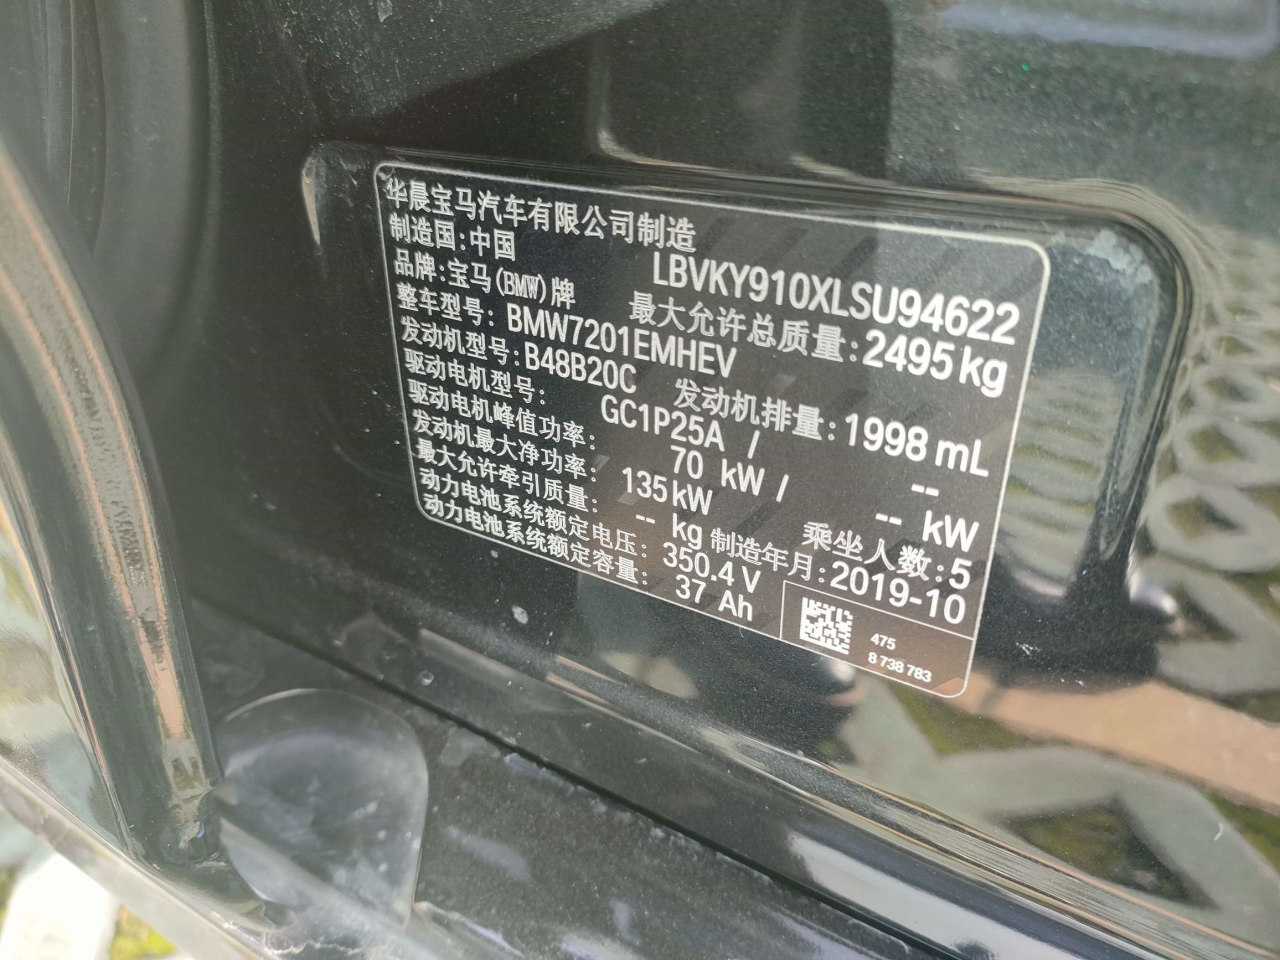 华晨宝马汽车有限公司制造
制造国:中国 LBVKY910XLSU94622
品牌:宝马(BMW)牌 最大允许总质量:2495kg
整车型号:BMW7201EMHEV
发动机型号:B48B20C 发动机排量:1998 mL
驱动电机型号: GC1P25A / --
驱动电机峰值功率: 70 kW / -- kW
发动机最大净功率: 135kW 乘坐人数:5
最大允许牵引质量: -- kg 制造年月:2019-10
动力电池系统额定电压: 350.4 V
动力电池系统额定容量: 37 Ah
475
8 738 783